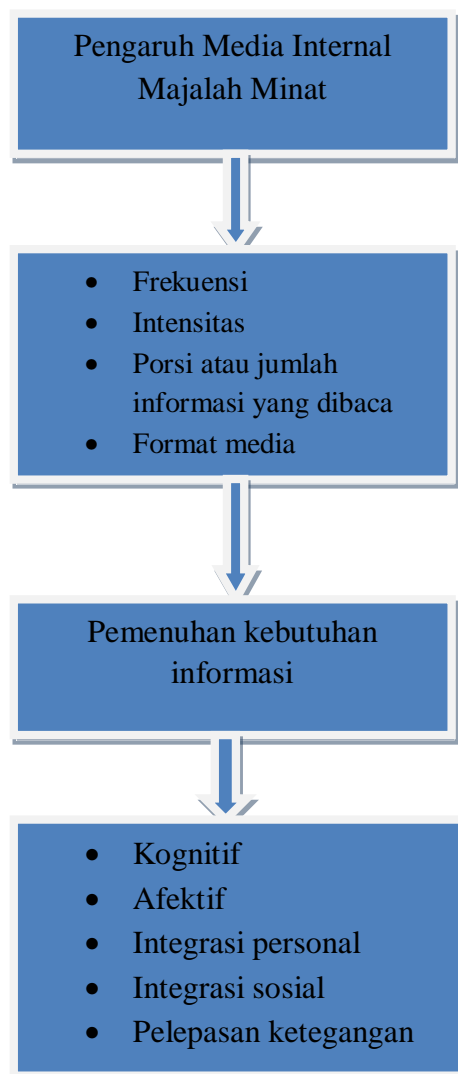 Pengaruh Media Internal
Majalah Minat
• Frekuensi
• Intensitas
• Porsi atau jumlah
informasi yang dibaca
• Format media
Pemenuhan kebutuhan
informasi
• Kognitif
• Afektif
• Integrasi personal
• Integrasi sosial
• Pelepasan ketegangan